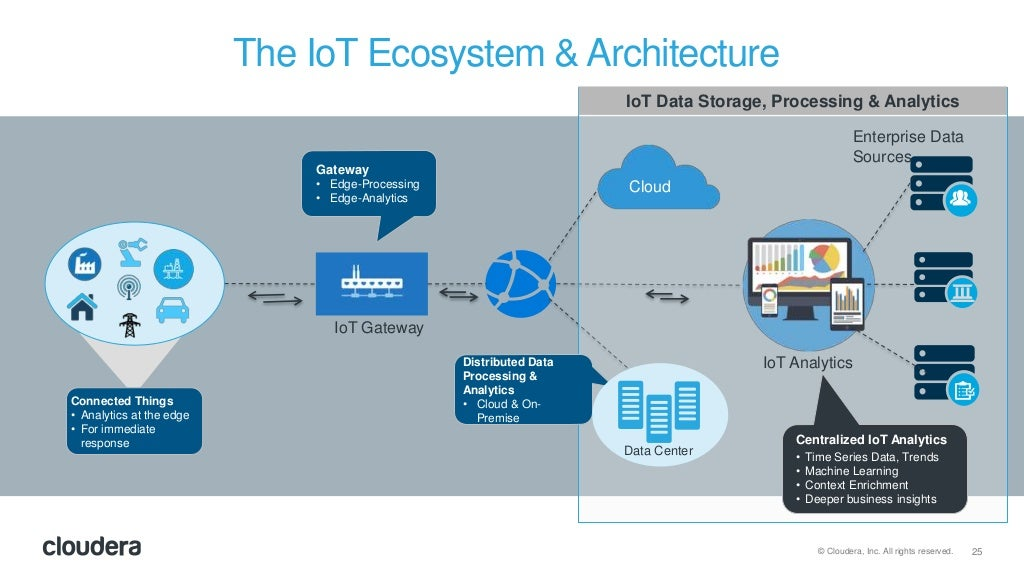 The IoT Ecosystem & Architecture
IoT Data Storage, Processing & Analytics
Enterprise Data
Sources
Gateway
• Edge-Processing
• Edge-Analytics
Cloud
IoT Gateway
IoT Analytics
Distributed Data
Processing &
Analytics
• Cloud & On-
Premise
Connected Things
• Analytics at the edge
• For immediate
response
Data Center
Centralized IoT Analytics
• Time Series Data, Trends
• Machine Learning
• Context Enrichment
• Deeper business insights
cloudera
© Cloudera, Inc. All rights reserved.
25